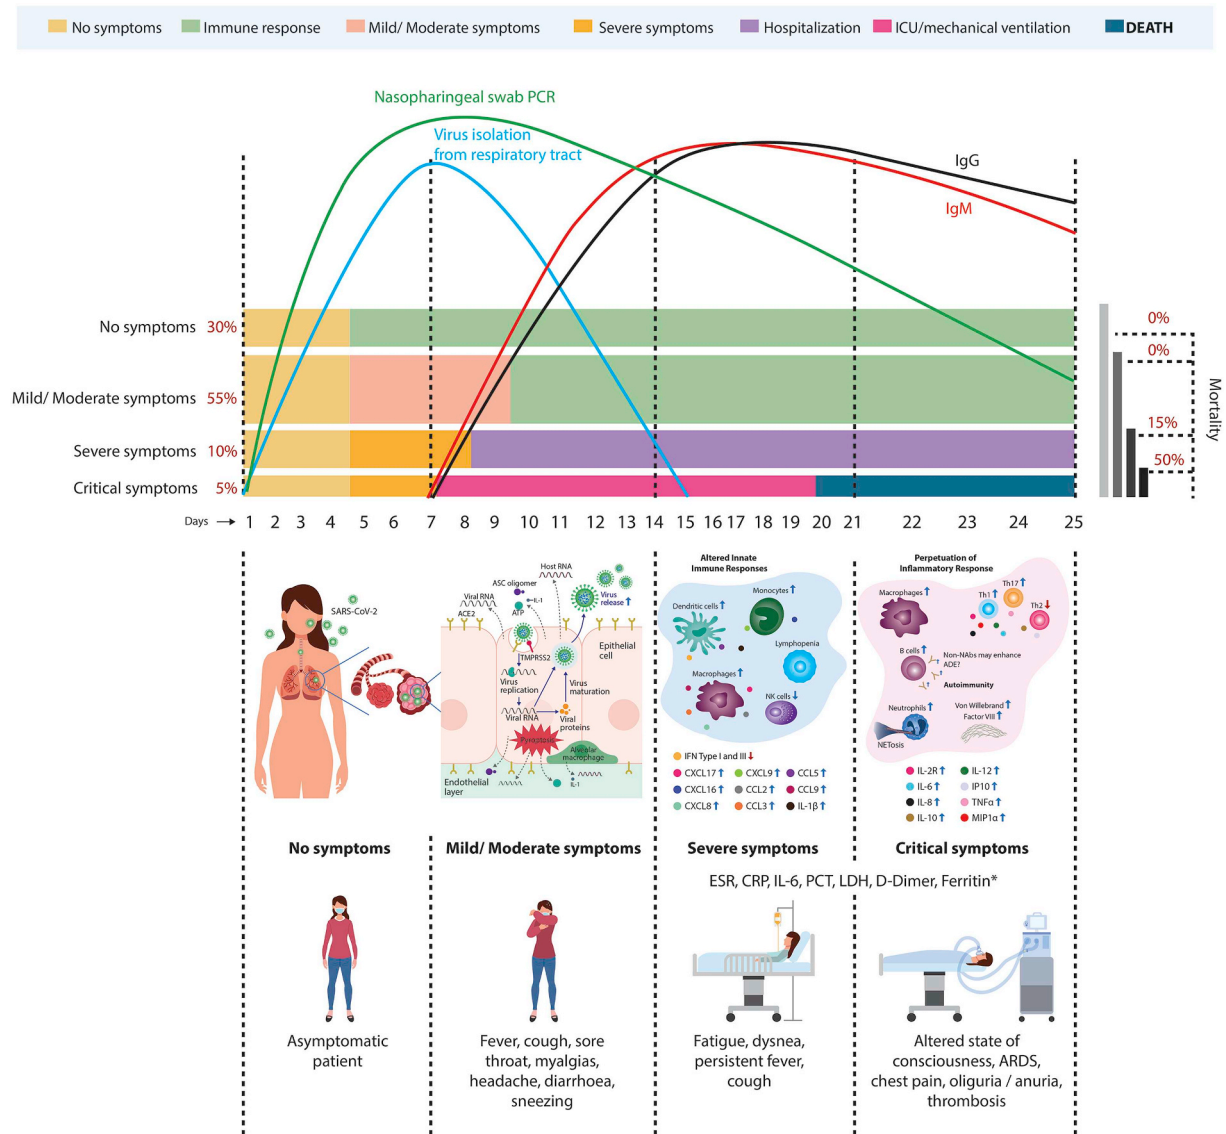 No symptoms
Immune response
Mild/ Moderate symptoms
Severe symptoms
Hospitalization
ICU/mechanical ventilation
DEATH
Nasopharingeal swab PCR
Virus isolation
from respiratory tract
IgG
IgM
No symptoms 30%
Mild/ Moderate symptoms 55%
Severe symptoms 10%
Critical symptoms 5%
0%
0%
15%
50%
Mortality
Days → 1 2 3 4 5 6 7 8 9 10 11 12 13 14 15 16 17 18 19 20 21 22 23 24 25
SARS-CoV-2
Host RNA
ASC oligomer
Viral RNA
IL-1
ACE2
ATP
Virus
release ↑
TMPRSS2
Epithelial
cell
Virus
replication
Virus
maturation
Viral RNA
Viral
proteins
Pyroptosis
Alveolar
macrophage
Endothelial
layer
IL-1
Altered Innate
Immune Responses
Monocytes ↑
Dendritic cells ↑
Lymphopenia
Macrophages ↑
NK cells ↓
IFN Type I and III ↓
CXCL17 ↑ CXCL9 ↑ CCL5 ↑
CXCL16 ↑ CCL2 ↑ CCL9 ↑
CXCL8 ↑ CCL3 ↑ IL-1β ↑
Perpetuation of
Inflammatory Response
Macrophages ↑
Th17 ↑
Th1 ↑
Th2 ↓
B cells ↑
Non-NAbs may enhance
ADE?
Autoimmunity
Neutrophils ↑
Von Willebrand ↑
Factor VIII ↑
NETosis
IL-2R ↑ IL-12 ↑
IL-6 ↑ IP10 ↑
IL-8 ↑ TNFα ↑
IL-10 ↑ MIP1α ↑
No symptoms
Mild/ Moderate symptoms
Severe symptoms
Critical symptoms
ESR, CRP, IL-6, PCT, LDH, D-Dimer, Ferritin*
Asymptomatic
patient
Fever, cough, sore
throat, myalgias,
headache, diarrhoea,
sneezing
Fatigue, dysnea,
persistent fever,
cough
Altered state of
consciousness, ARDS,
chest pain, oliguria / anuria,
thrombosis